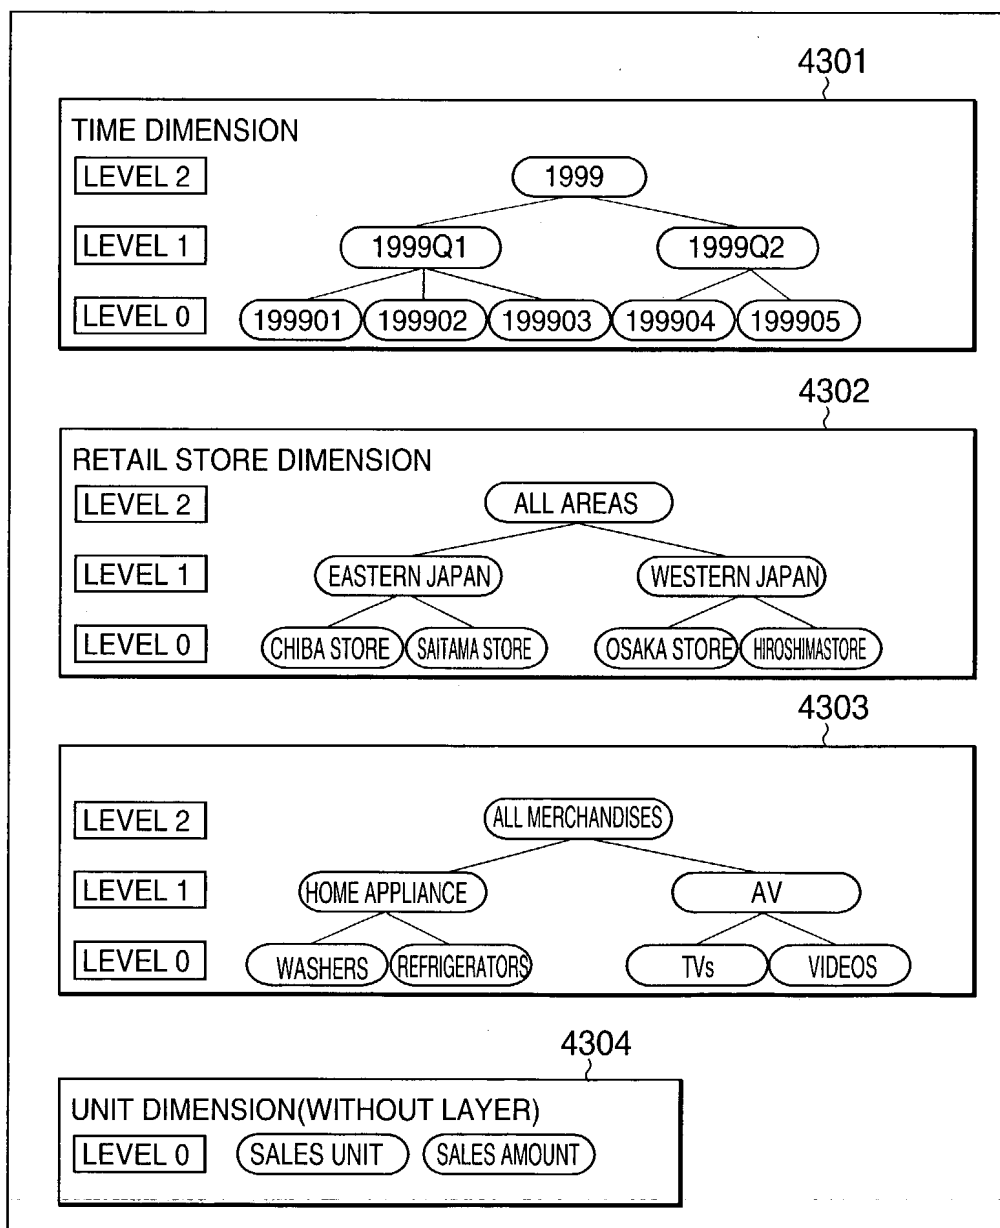 4301
TIME DIMENSION
LEVEL 2 1999
LEVEL 1 1999Q1 1999Q2
LEVEL 0 199901 199902 199903 199904 199905
4302
RETAIL STORE DIMENSION
LEVEL 2 ALL AREAS
LEVEL 1 EASTERN JAPAN WESTERN JAPAN
LEVEL 0 CHIBA STORE SAITAMA STORE OSAKA STORE HIROSHIMASTORE
4303
LEVEL 2 ALL MERCHANDISES
LEVEL 1 HOME APPLIANCE AV
LEVEL 0 WASHERS REFRIGERATORS TVs VIDEOS
4304
UNIT DIMENSION(WITHOUT LAYER)
LEVEL 0 SALES UNIT SALES AMOUNT